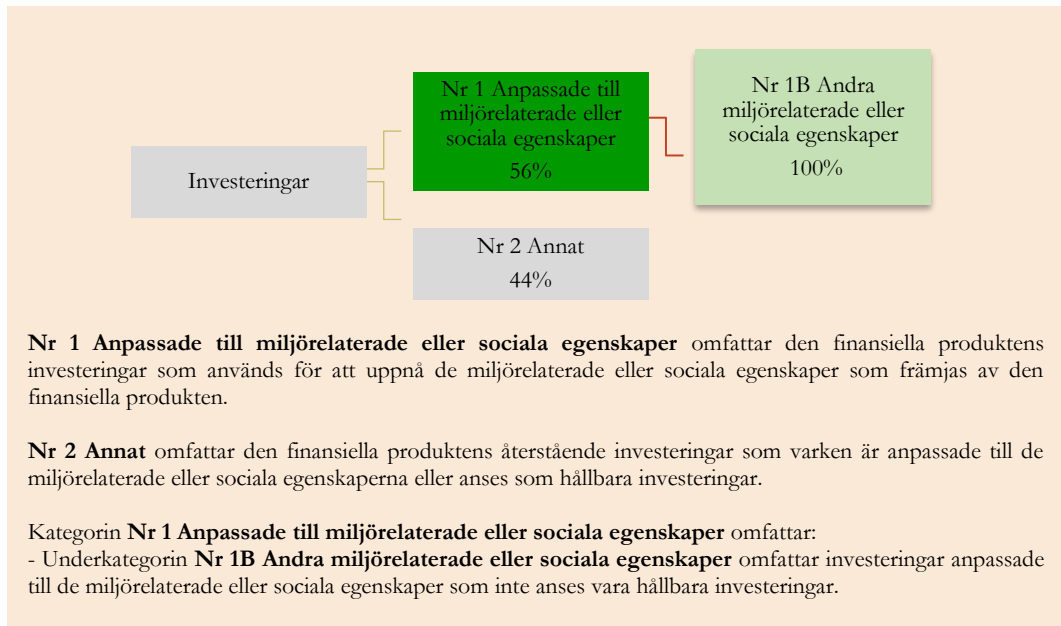 Nr 1 Anpassade till
miljörelaterade eller
sociala egenskaper
56%
Nr 1B Andra
miljörelaterade eller
sociala egenskaper
100%
Investeringar
Nr 2 Annat
44%
Nr 1 Anpassade till miljörelaterade eller sociala egenskaper omfattar den finansiella produktens
investeringar som används för att uppnå de miljörelaterade eller sociala egenskaper som främjas av den
finansiella produkten.
Nr 2 Annat omfattar den finansiella produktens återstående investeringar som varken är anpassade till de
miljörelaterade eller sociala egenskaperna eller anses som hållbara investeringar.
Kategorin Nr 1 Anpassade till miljörelaterade eller sociala egenskaper omfattar:
- Underkategorin Nr 1B Andra miljörelaterade eller sociala egenskaper omfattar investeringar anpassade
till de miljörelaterade eller sociala egenskaper som inte anses vara hållbara investeringar.